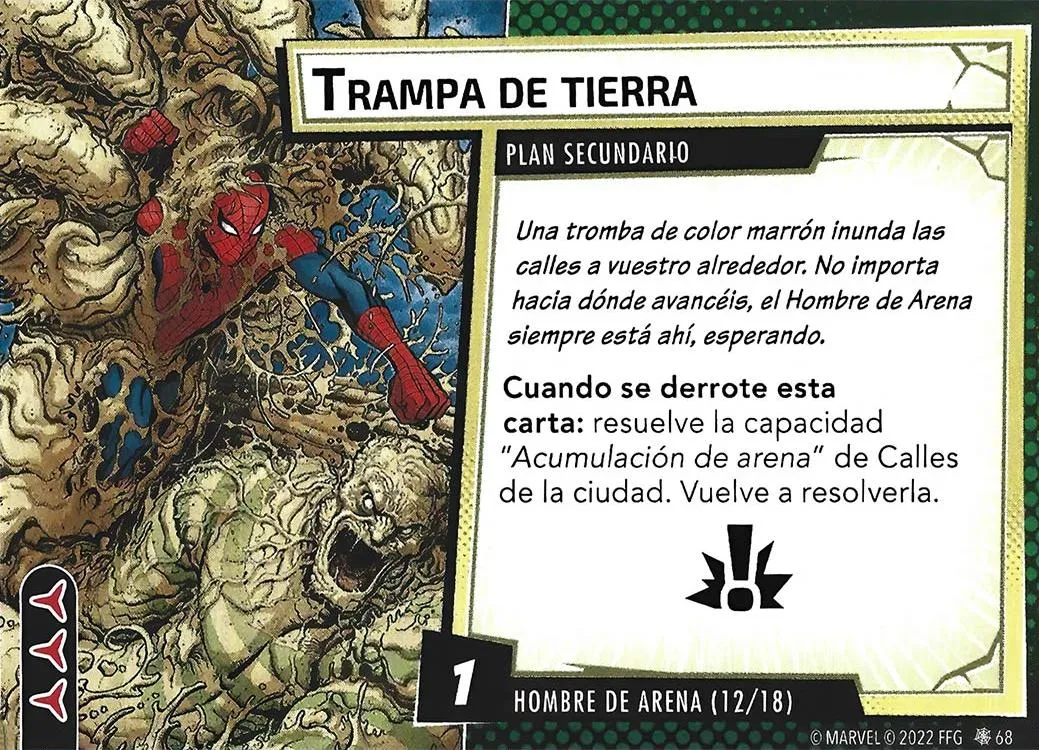 TRAMPA DE TIERRA
PLAN SECUNDARIO
Una tromba de color marrón inunda las
calles a vuestro alrededor. No importa
hacia dónde avancéis, el Hombre de Arena
siempre está ahí, esperando.
Cuando se derrote esta
carta: resuelve la capacidad
"Acumulación de arena" de Calles
de la ciudad. Vuelve a resolverla.
1
HOMBRE DE ARENA (12/18)
© MARVEL © 2022 FFG 68